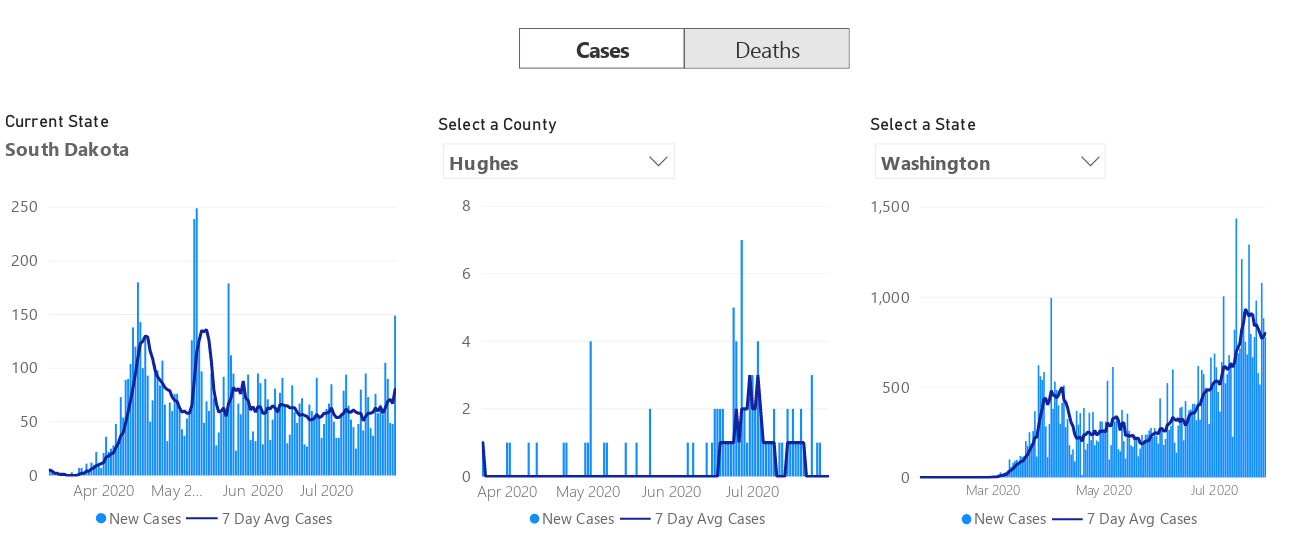 Cases Deaths
Current State
South Dakota
250
200
150
100
50
0
Apr 2020 May 2... Jun 2020 Jul 2020
New Cases 7 Day Avg Cases
Select a County
Hughes
8
6
4
2
0
Apr 2020 May 2020 Jun 2020 Jul 2020
New Cases 7 Day Avg Cases
Select a State
Washington
1,500
1,000
500
0
Mar 2020 May 2020 Jul 2020
New Cases 7 Day Avg Cases